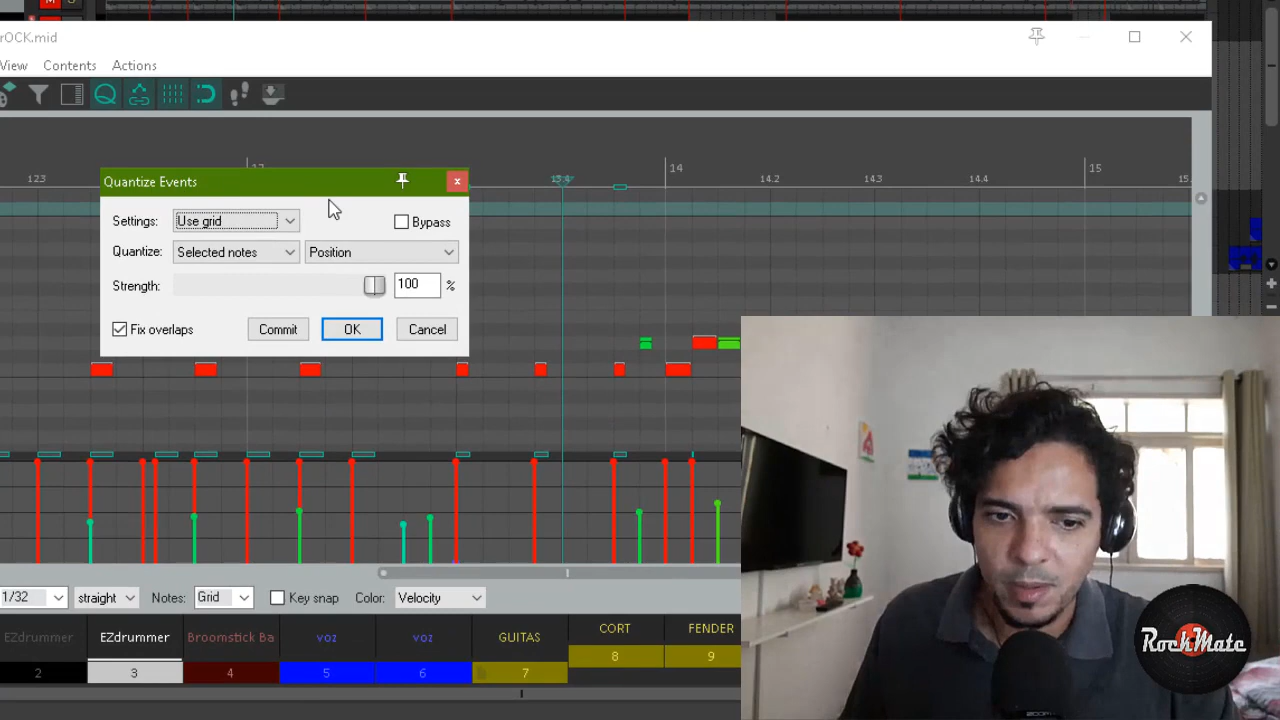 rOCK.mid
View Contents Actions
123
13.4
14
14.2
14.3
14.4
15
Quantize Events
Settings: Use grid Bypass
Quantize: Selected notes Position
Strength: 100 %
Fix overlaps Commit OK Cancel
1/32 straight Notes: Grid Key snap Color: Velocity
EZdrummer EZdrummer Broomstick Ba voz voz GUITAS CORT FENDER
2 3 4 5 6 7 8 9
RockMate